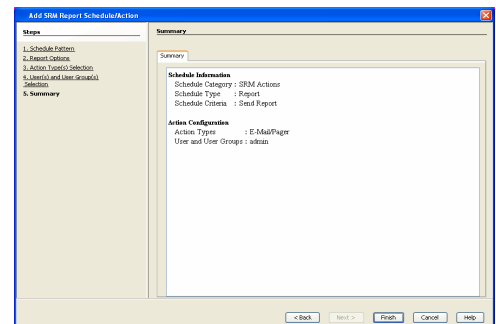 Add SRM Report Schedule/Action
Steps
1. Schedule Pattern
2. Report Options
3. Action Type(s) Selection
4. User(s) and User Group(s)
Selection
5. Summary
Summary
Summary
Schedule Information
Schedule Category : SRM Actions
Schedule Type : Report
Schedule Criteria : Send Report
Action Configuration
Action Types : E-Mail/Pager
User and User Groups : admin
< Back
Next >
Finish
Cancel
Help